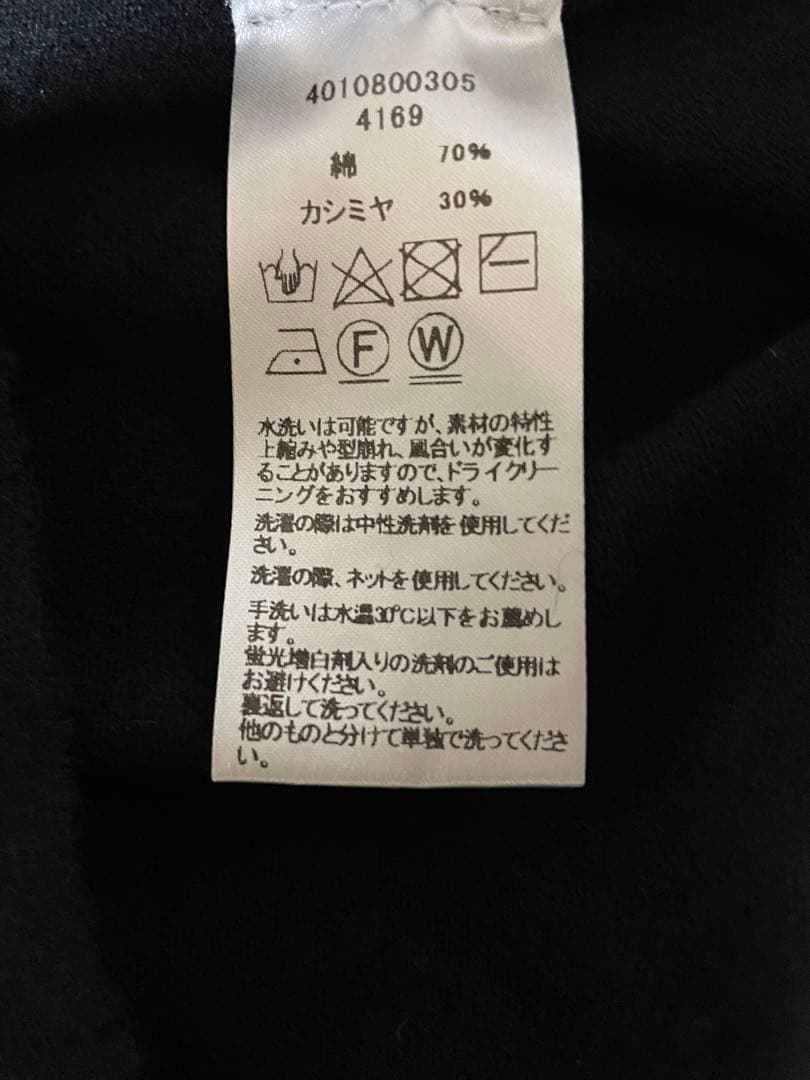 4010800305
4169
綿 70%
カシミヤ 30%
F W
水洗いは可能ですが、素材の特性
上縮みや型崩れ、風合いが変化す
ることがありますので、ドライクリー
ニングをおすすめします。
洗濯の際は中性洗剤を使用してくだ
さい。
洗濯の際、ネットを使用してください。
手洗いは水温30℃以下をお薦めし
ます。
蛍光増白剤入りの洗剤のご使用は
お避けください。
裏返して洗ってください。
他のものと分けて単独で洗ってくださ
い。